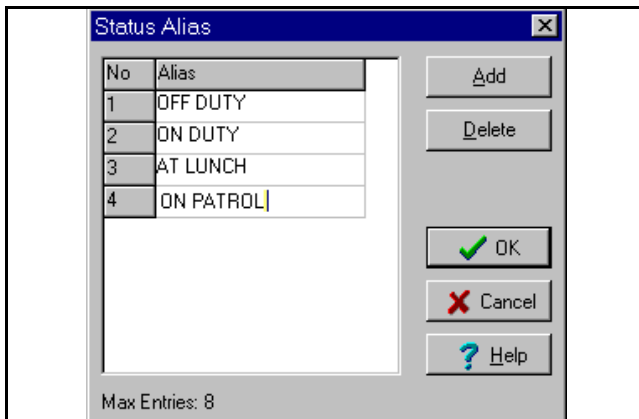 Status Alias
No Alias
1 OFF DUTY
2 ON DUTY
3 AT LUNCH
4 ON PATROL
Add
Delete
OK
Cancel
Help
Max Entries: 8